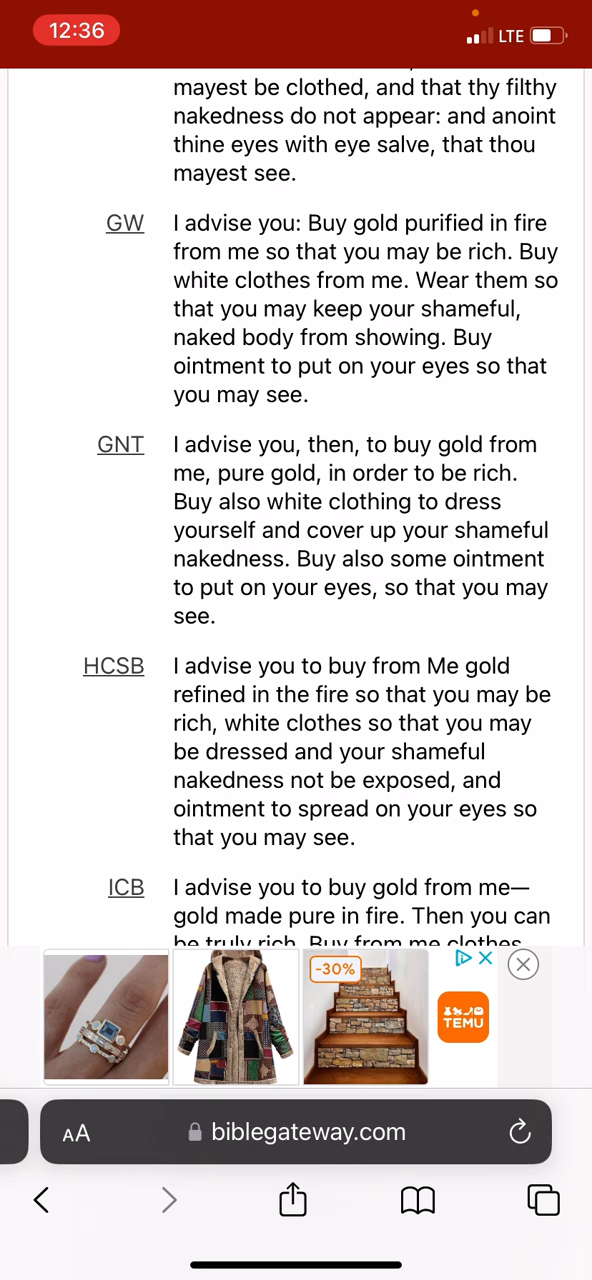 12:36
LTE
mayest be clothed, and that thy filthy
nakedness do not appear: and anoint
thine eyes with eye salve, that thou
mayest see.
GW I advise you: Buy gold purified in fire
from me so that you may be rich. Buy
white clothes from me. Wear them so
that you may keep your shameful,
naked body from showing. Buy
ointment to put on your eyes so that
you may see.
GNT I advise you, then, to buy gold from
me, pure gold, in order to be rich.
Buy also white clothing to dress
yourself and cover up your shameful
nakedness. Buy also some ointment
to put on your eyes, so that you may
see.
HCSB I advise you to buy from Me gold
refined in the fire so that you may be
rich, white clothes so that you may
be dressed and your shameful
nakedness not be exposed, and
ointment to spread on your eyes so
that you may see.
ICB I advise you to buy gold from me—
gold made pure in fire. Then you can
be truly rich. Buy from me clothes
-30%
TEMU
AA
biblegateway.com